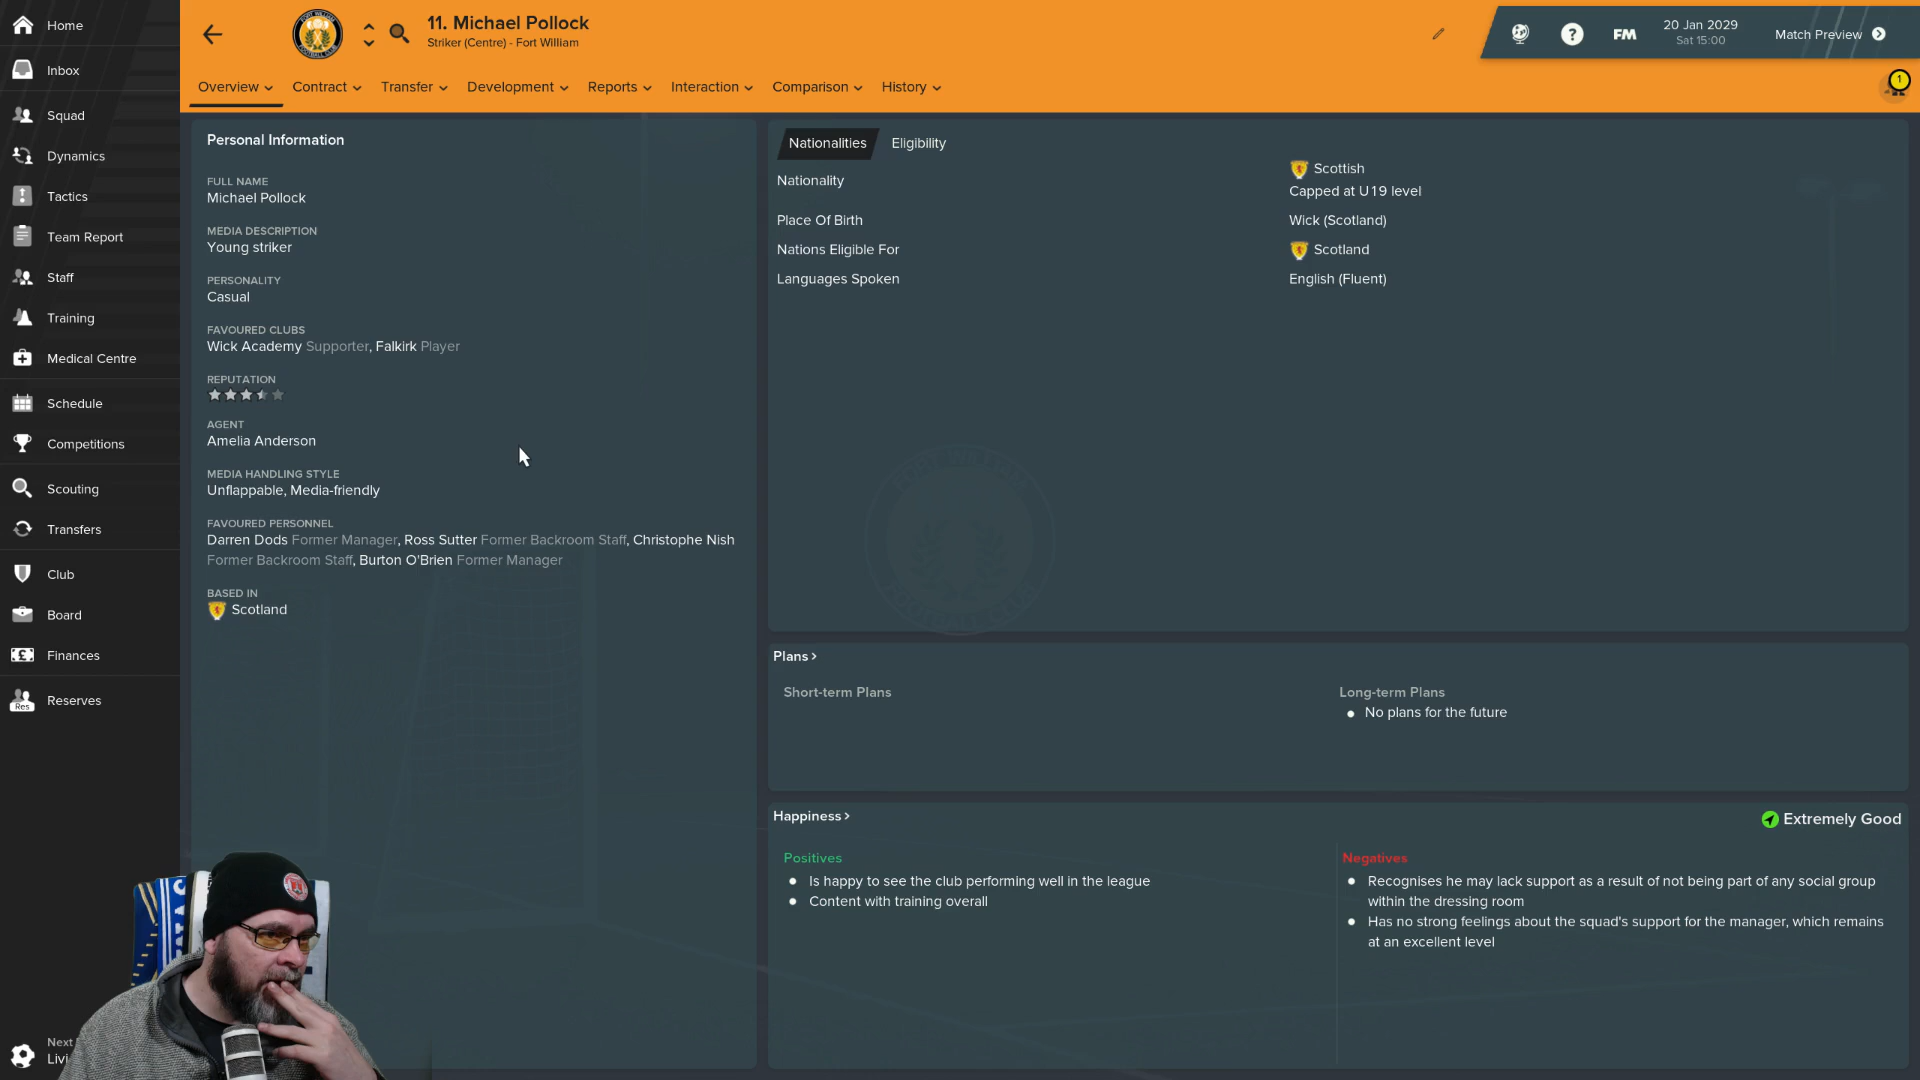 Home
Inbox
Squad
Dynamics
Tactics
Team Report
Staff
Training
Medical Centre
Schedule
Competitions
Scouting
Transfers
Club
Board
Finances
Res
Reserves
Next
Livi
11. Michael Pollock
Striker (Centre) - Fort William
FM
20 Jan 2029
Sat 15:00
Match Preview
Overview
Contract
Transfer
Development
Reports
Interaction
Comparison
History
1
Personal Information
FULL NAME
Michael Pollock
MEDIA DESCRIPTION
Young striker
PERSONALITY
Casual
FAVOURED CLUBS
Wick Academy Supporter, Falkirk Player
REPUTATION
AGENT
Amelia Anderson
MEDIA HANDLING STYLE
Unflappable, Media-friendly
FAVOURED PERSONNEL
Darren Dods Former Manager, Ross Sutter Former Backroom Staff, Christophe Nish
Former Backroom Staff, Burton O'Brien Former Manager
BASED IN
Scotland
Nationalities
Eligibility
Nationality
Scottish
Capped at U19 level
Place Of Birth
Wick (Scotland)
Nations Eligible For
Scotland
Languages Spoken
English (Fluent)
Plans >
Short-term Plans
Long-term Plans
No plans for the future
Happiness >
Extremely Good
Positives
Is happy to see the club performing well in the league
Content with training overall
Negatives
Recognises he may lack support as a result of not being part of any social group
within the dressing room
Has no strong feelings about the squad's support for the manager, which remains
at an excellent level